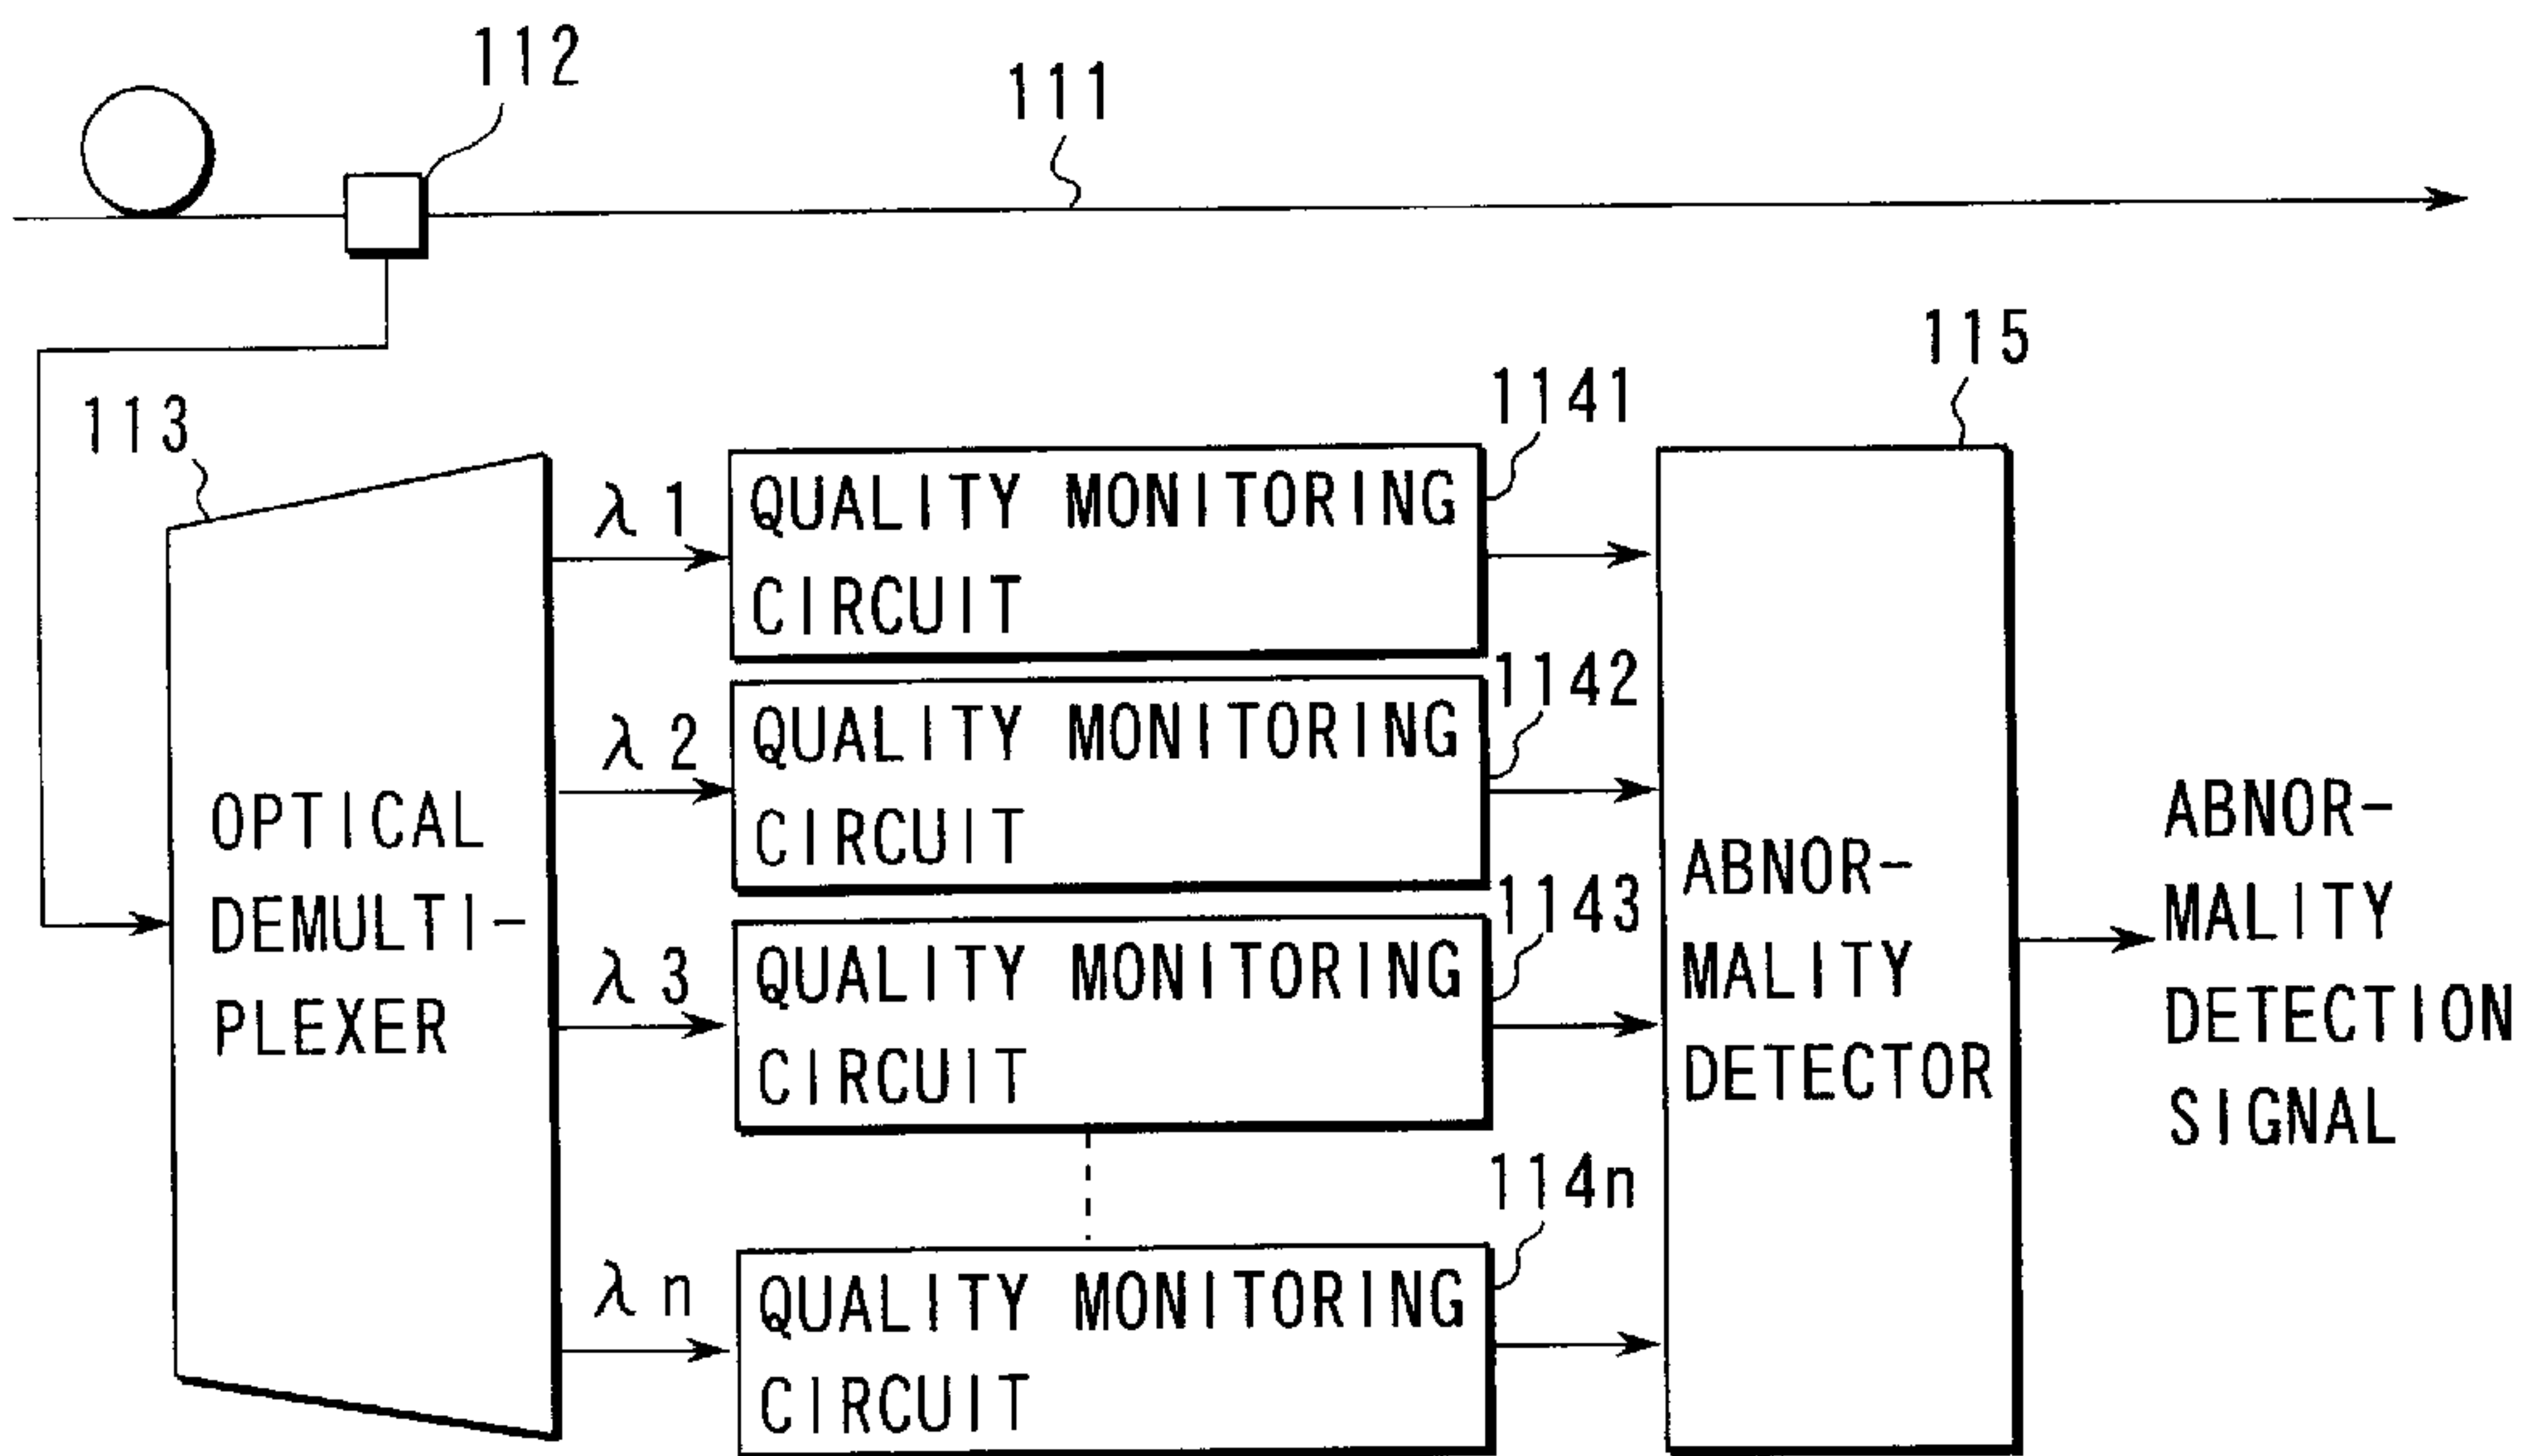 112
111
113
115
1141
λ1
QUALITY MONITORING
CIRCUIT
1142
λ2
QUALITY MONITORING
CIRCUIT
1143
λ3
QUALITY MONITORING
CIRCUIT
114n
λn
QUALITY MONITORING
CIRCUIT
OPTICAL
DEMULTI-
PLEXER
ABNOR-
MALITY
DETECTOR
ABNOR-
MALITY
DETECTION
SIGNAL